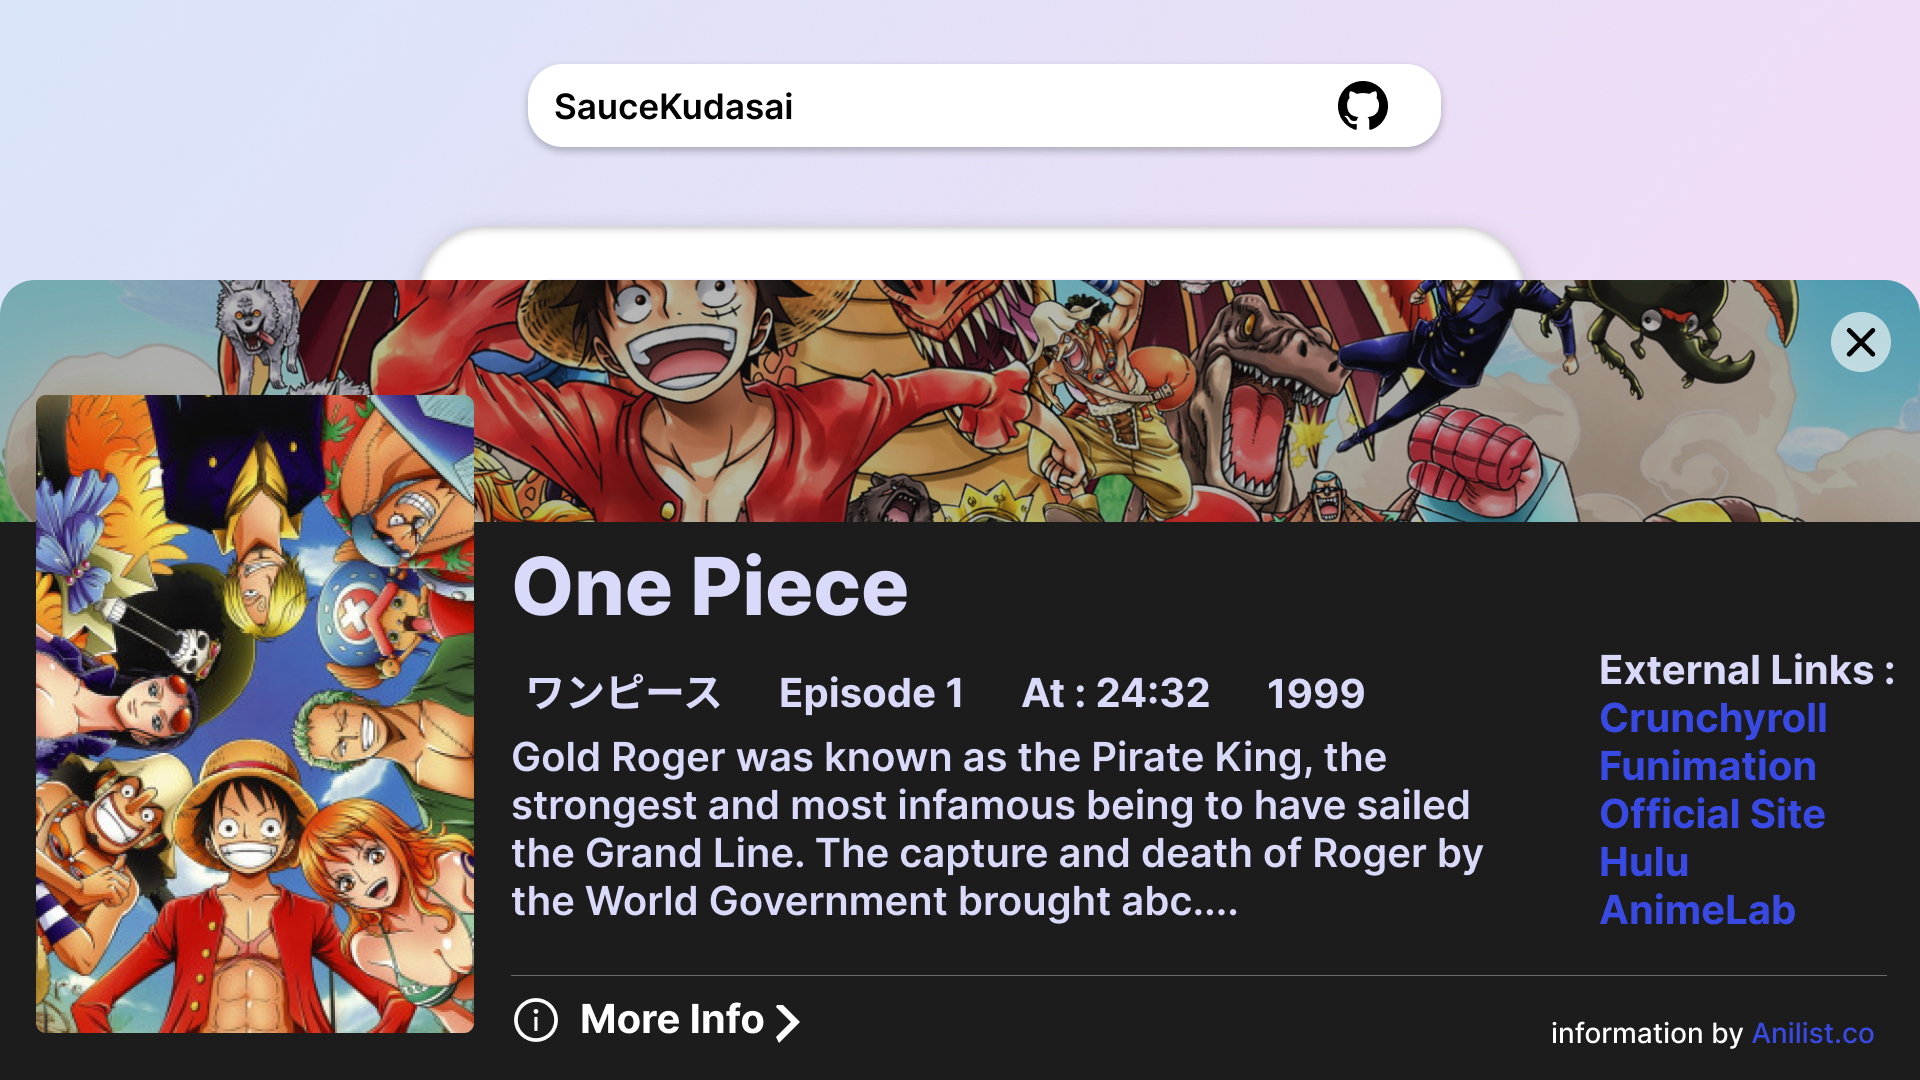 SauceKudasai
One Piece
ワンピース Episode 1 At : 24:32 1999
Gold Roger was known as the Pirate King, the
strongest and most infamous being to have sailed
the Grand Line. The capture and death of Roger by
the World Government brought abc....
External Links :
Crunchyroll
Funimation
Official Site
Hulu
AnimeLab
More Info
information by Anilist.co